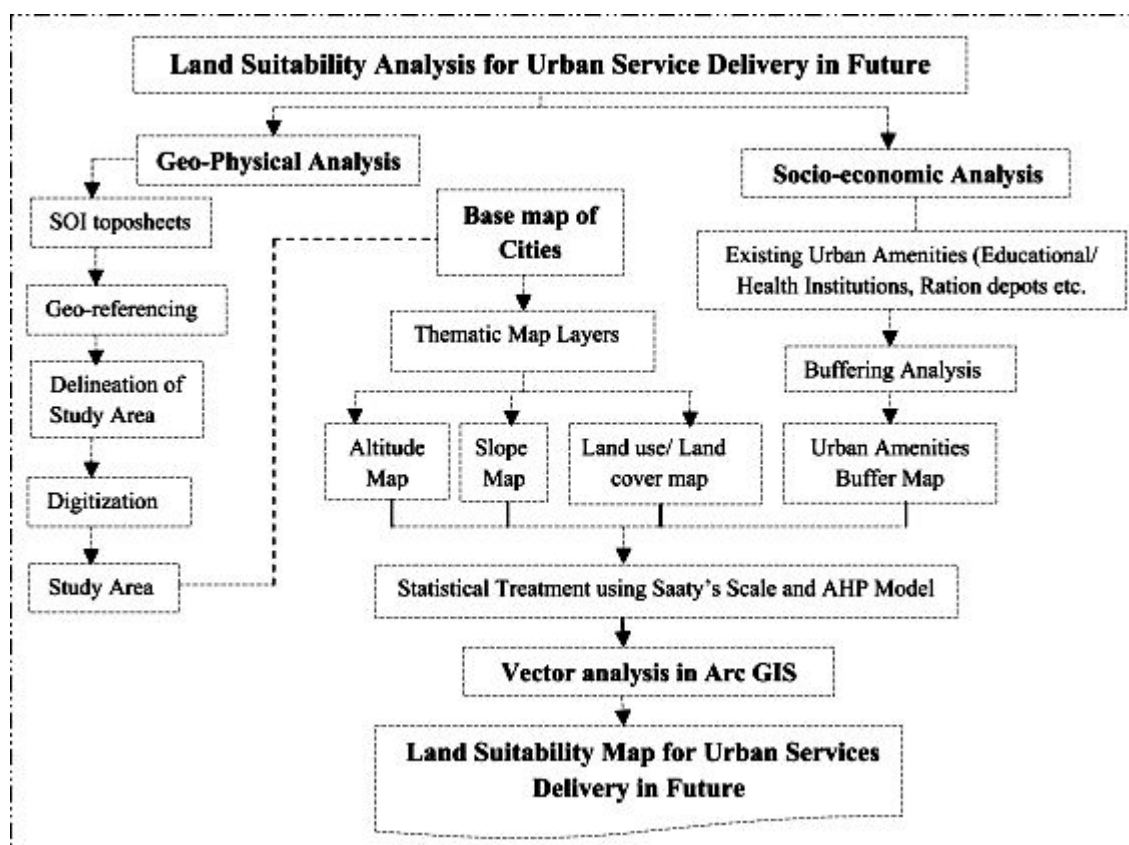 Land Suitability Analysis for Urban Service Delivery in Future
Geo-Physical Analysis
SOI toposheets
Geo-referencing
Delineation of
Study Area
Digitization
Study Area
Base map of
Cities
Thematic Map Layers
Altitude
Map
Slope
Map
Land use/ Land
cover map
Socio-economic Analysis
Existing Urban Amenities (Educational/
Health Institutions, Ration depots etc.
Buffering Analysis
Urban Amenities
Buffer Map
Statistical Treatment using Saaty's Scale and AHP Model
Vector analysis in Arc GIS
Land Suitability Map for Urban Services
Delivery in Future